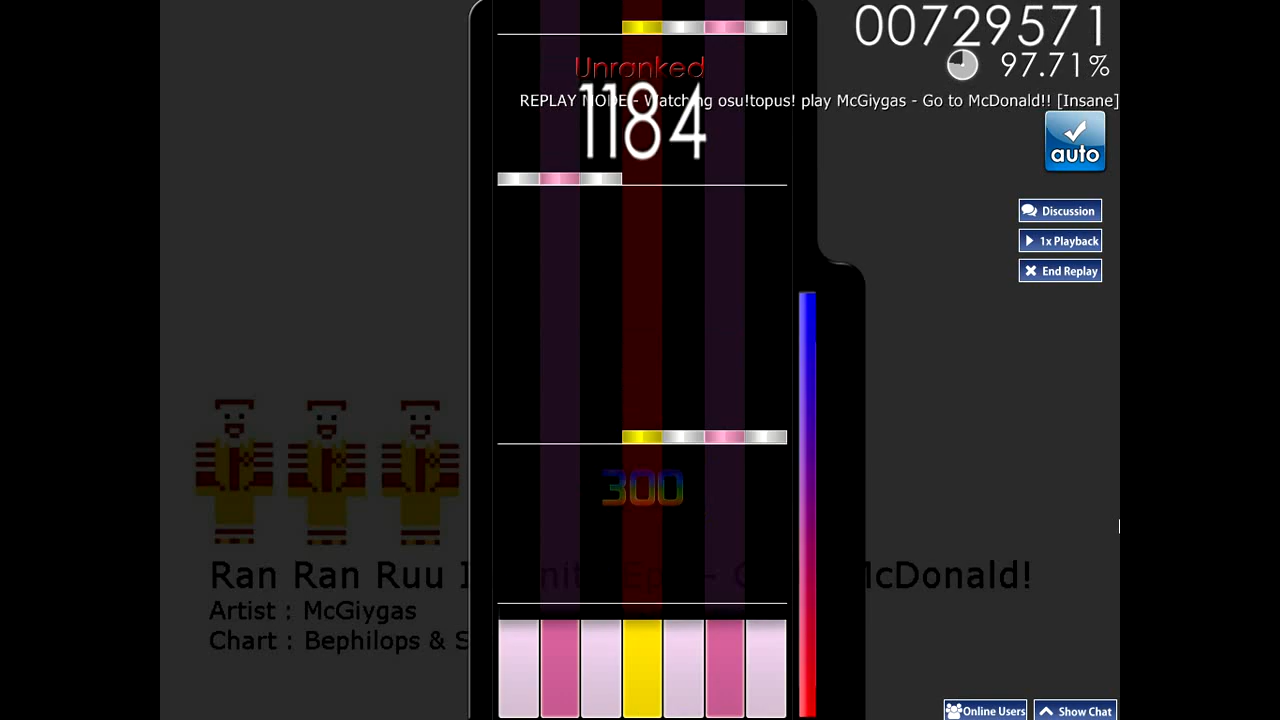 00729571
97.71%
Unranked
REPLAY MODE - Watching osu!topus! play McGiygas - Go to McDonald!! [Insane]
1184
auto
Discussion
1x Playback
End Replay
300
Ran Ran Ruu McDonald!
Artist : McGiygas
Chart : Bephilops & S
Online Users
Show Chat